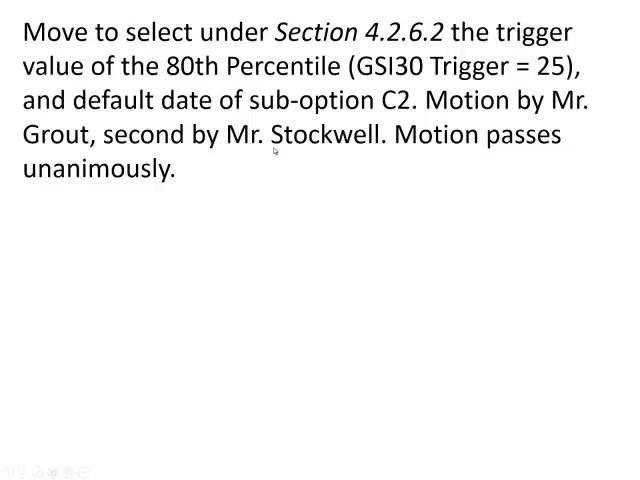 Move to select under Section 4.2.6.2 the trigger
value of the 80th Percentile (GSI30 Trigger = 25),
and default date of sub-option C2. Motion by Mr.
Grout, second by Mr. Stockwell. Motion passes
unanimously.